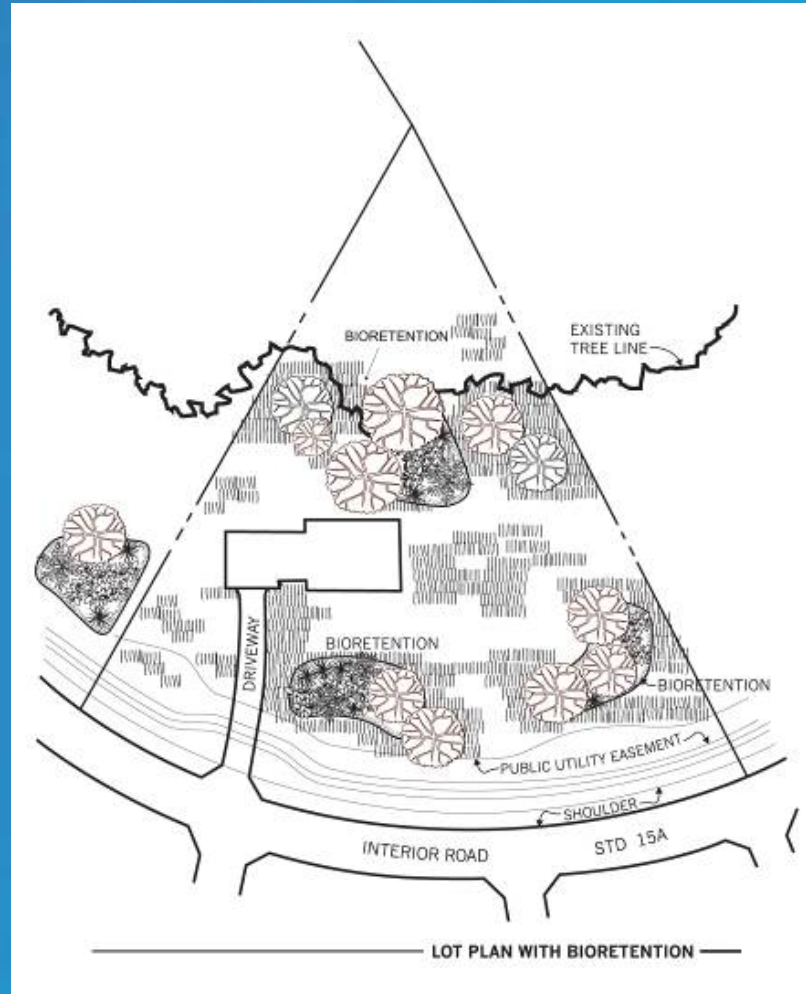 BIORETENTION
EXISTING
TREE LINE
DRIVEWAY
BIORETENTION
BIORETENTION
PUBLIC UTILITY EASEMENT
SHOULDER
INTERIOR ROAD
STD 15A
LOT PLAN WITH BIORETENTION